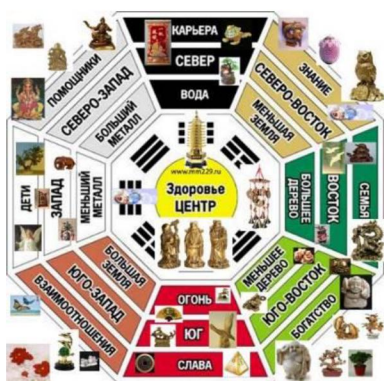 КАРЬЕРА
СЕВЕР
ВОДА
ЗНАНИЕ
СЕВЕРО-ВОСТОК
МЕНЬШАЯ
ЗЕМЛЯ
СЕМЬЯ
ВОСТОК
БОЛЬШЕЕ
ДЕРЕВО
БОГАТСТВО
ЮГО-ВОСТОК
МЕНЬШЕЕ
ДЕРЕВО
ОГОНЬ
ЮГ
СЛАВА
БОЛЬШАЯ
ЗЕМЛЯ
ЮГО-ЗАПАД
ВЗАИМООТНОШЕНИЯ
ДЕТИ
ЗАПАД
МЕНЬШИЙ
МЕТАЛЛ
ПОМОЩНИКИ
СЕВЕРО-ЗАПАД
БОЛЬШИЙ
МЕТАЛЛ
www.mm229.ru
Здоровье
ЦЕНТР